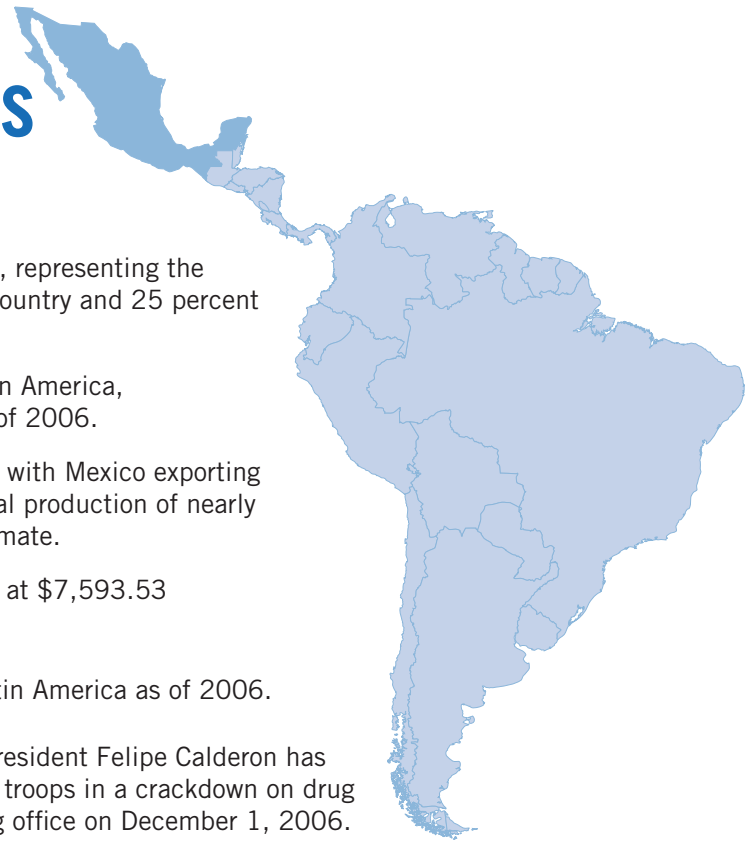 S
, representing the
ountry and 25 percent
n America,
of 2006.
with Mexico exporting
al production of nearly
mate.
at $7,593.53
tin America as of 2006.
resident Felipe Calderon has
troops in a crackdown on drug
g office on December 1, 2006.